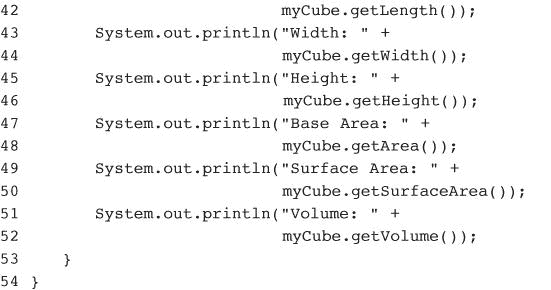 42                          myCube.getLength());
43       System.out.println("Width: " +
44                          myCube.getWidth());
45       System.out.println("Height: " +
46                          myCube.getHeight());
47       System.out.println("Base Area: " +
48                          myCube.getArea());
49       System.out.println("Surface Area: " +
50                          myCube.getSurfaceArea());
51       System.out.println("Volume: " +
52                          myCube.getVolume());
53    }
54 }